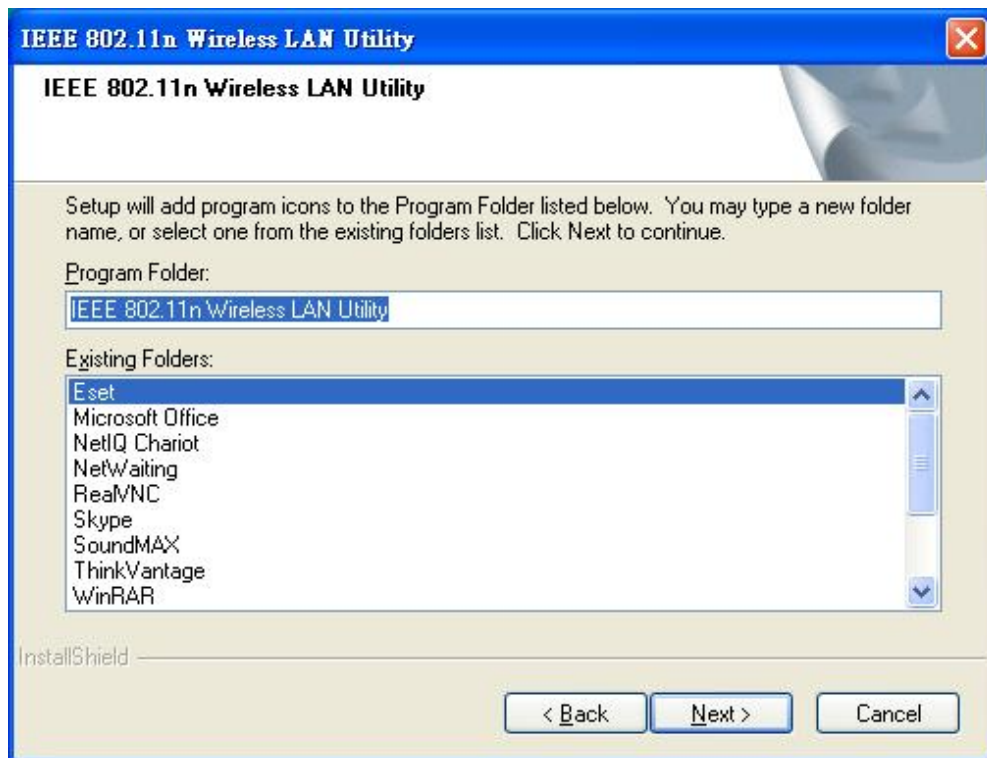 IEEE 802.11n Wireless LAN Utility
IEEE 802.11n Wireless LAN Utility
Setup will add program icons to the Program Folder listed below.  You may type a new folder
name, or select one from the existing folders list.  Click Next to continue.
Program Folder:
IEEE 802.11n Wireless LAN Utility
Existing Folders:
Eset
Microsoft Office
NetIQ Chariot
NetWaiting
RealVNC
Skype
SoundMAX
ThinkVantage
WinRAR
InstallShield
< Back
Next >
Cancel